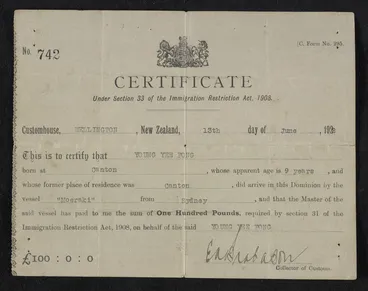 (C. Form No. 29).
No. 742
CERTIFICATE
Under Section 33 of the Immigration Restriction Act, 1908.
Customhouse, WELLINGTON, New Zealand, 13th day of June, 192
This is to certify that YOUNG YEE FONG
born at Canton, whose apparent age is 9 years, and
whose former place of residence was Canton, did arrive in this Dominion by the
vessel "Moeraki" from Sydney, and that the Master of the
said vessel has paid to me the sum of One Hundred Pounds, required by section 31 of the
Immigration Restriction Act, 1908, on behalf of the said YOUNG YEE FONG.
£100 : 0 : 0
Collector of Customs.